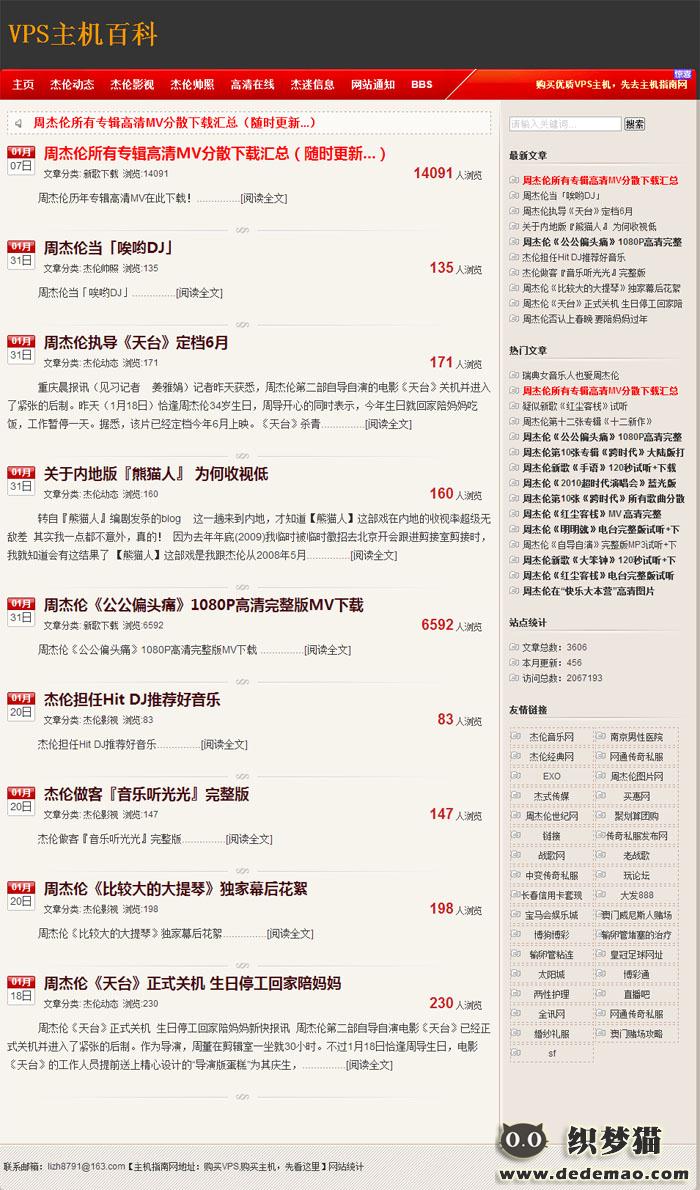 VPS主机百科
主页 杰伦动态 杰伦影视 杰伦帅照 高清在线 杰迷信息 网站通知 BBS
惊喜
购买优质VPS主机，先去主机指南网
周杰伦所有专辑高清MV分散下载汇总（随时更新...）
01月
07日
周杰伦所有专辑高清MV分散下载汇总（随时更新...）
文章分类: 新歌下载 浏览:14091
14091 人浏览
周杰伦历年专辑高清MV在此下载！...............[阅读全文]
01月
31日
周杰伦当「唉哟DJ」
文章分类: 杰伦帅照 浏览:135
135 人浏览
周杰伦当「唉哟DJ」...............[阅读全文]
01月
31日
周杰伦执导《天台》定档6月
文章分类: 杰伦动态 浏览:171
171 人浏览
重庆晨报讯（见习记者 姜雅娟）记者昨天获悉，周杰伦第二部自导自演的电影《天台》关机并进入
了紧张的后制。昨天（1月18日）恰逢周杰伦34岁生日，周导开心的同时表示，今年生日就回家陪妈妈吃
饭，工作暂停一天。据悉，该片已经定档今年6月上映。《天台》杀青...............[阅读全文]
01月
31日
关于内地版『熊猫人』 为何收视低
文章分类: 杰伦动态 浏览:160
160 人浏览
转自『熊猫人』编剧发条的blog 这一趟来到内地，才知道【熊猫人】这部戏在内地的收视率超级无
敌差 其实我一点都不意外，真的！ 因为去年年底(2009)我临时被临时徵招去北京开会跟进剪接室剪接时，
我就知道会有这结果了 【熊猫人】这部戏是我跟杰伦从2008年5月...............[阅读全文]
01月
31日
周杰伦《公公偏头痛》1080P高清完整版MV下载
文章分类: 新歌下载 浏览:6592
6592 人浏览
周杰伦《公公偏头痛》1080P高清完整版MV下载 ...............[阅读全文]
01月
20日
杰伦担任Hit DJ推荐好音乐
文章分类: 杰伦影视 浏览:83
83 人浏览
杰伦担任Hit DJ推荐好音乐...............[阅读全文]
01月
20日
杰伦做客『音乐听光光』完整版
文章分类: 杰伦影视 浏览:147
147 人浏览
杰伦做客『音乐听光光』完整版...............[阅读全文]
01月
20日
周杰伦《比较大的大提琴》独家幕后花絮
文章分类: 杰伦影视 浏览:198
198 人浏览
周杰伦《比较大的大提琴》独家幕后花絮...............[阅读全文]
01月
18日
周杰伦《天台》正式关机 生日停工回家陪妈妈
文章分类: 杰伦动态 浏览:230
230 人浏览
周杰伦《天台》正式关机 生日停工回家陪妈妈新快报讯 周杰伦第二部自导自演电影《天台》已经正
式关机并进入了紧张的后制。作为导演，周董在剪辑室一坐就30小时。不过1月18日恰逢周导生日，电影
《天台》的工作人员提前送上精心设计的“导演版蛋糕”为其庆生，...............[阅读全文]
请输入关键词... 搜索
最新文章
周杰伦所有专辑高清MV分散下载汇总
周杰伦当「唉哟DJ」
周杰伦执导《天台》定档6月
关于内地版『熊猫人』 为何收视低
周杰伦《公公偏头痛》1080P高清完整
杰伦担任Hit DJ推荐好音乐
杰伦做客『音乐听光光』完整版
周杰伦《比较大的大提琴》独家幕后花絮
周杰伦《天台》正式关机 生日停工回家陪
周杰伦否认上春晚 要陪妈妈过年
热门文章
瑞典女音乐人也爱周杰伦
周杰伦所有专辑高清MV分散下载汇总
疑似新歌《红尘客栈》试听
周杰伦第十二张专辑《十二新作》
周杰伦《公公偏头痛》1080P高清完整
周杰伦第10张专辑《跨时代》大陆版打
周杰伦新歌《手语》120秒试听+下载
周杰伦《2010超时代演唱会》蓝光版
周杰伦第10张《跨时代》所有歌曲分散
周杰伦《红尘客栈》MV 高清完整
周杰伦《明明就》电台完整版试听+下
周杰伦《自导自演》完整版MP3试听+下
周杰伦新歌《大笨钟》120秒试听+下
周杰伦《红尘客栈》电台完整版试听
周杰伦在“快乐大本营”高清图片
站点统计
文章总数：3606
本月更新：456
访问总数：2067193
友情链接
杰伦音乐网 南京男性医院
杰伦经典网 网通传奇私服
EXO 周杰伦图片网
杰式传媒 买惠网
周杰伦世纪网 聚划算团购
链接 传奇私服发布网
战歌网 老战歌
中变传奇私服 玩论坛
长春信用卡套现 大发888
宝马会娱乐城 澳门威尼斯人赌场
博狗博彩 输卵管堵塞的治疗
输卵管粘连 皇冠足球网址
太阳城 博彩通
两性护理 直播吧
全讯网 网通传奇私服
婚纱礼服 澳门赌场攻略
sf
联系邮箱：lizh8791@163.com【主机指南网地址：购买VPS,购买主机，先看这里】网站统计
织梦猫
www.dedemao.com